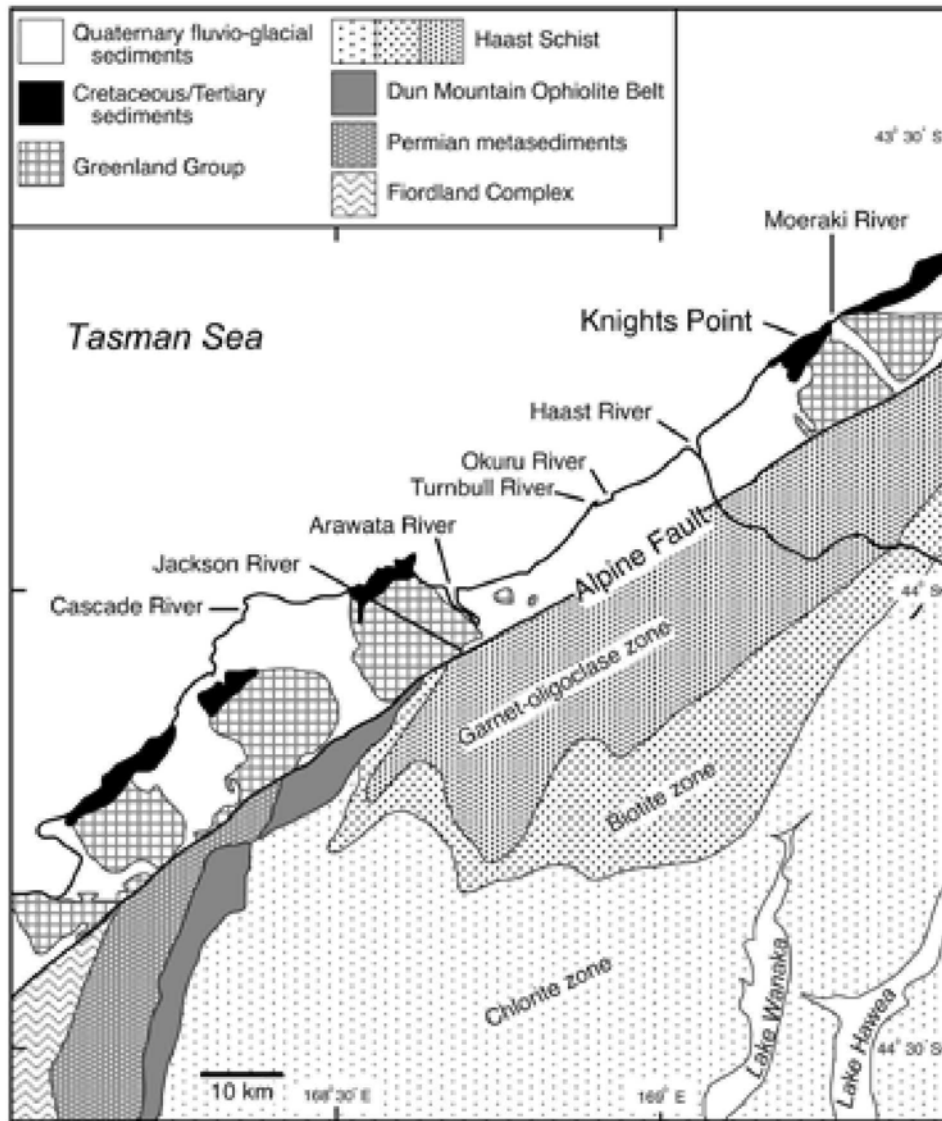 Quaternary fluvio-glacial
sediments
Cretaceous/Tertiary
sediments
Greenland Group
Haast Schist
Dun Mountain Ophiolite Belt
Permian metasediments
Fiordland Complex
43° 30' S
Moeraki River
Tasman Sea
Knights Point
Haast River
Okuru River
Turnbull River
Arawata River
Jackson River
Cascade River
Alpine Fault
44° S
Garnet-oligoclase zone
Biotite zone
Chlorite zone
Lake Wanaka
Lake Hawea
44° 30' S
10 km
168° 30' E
169° E